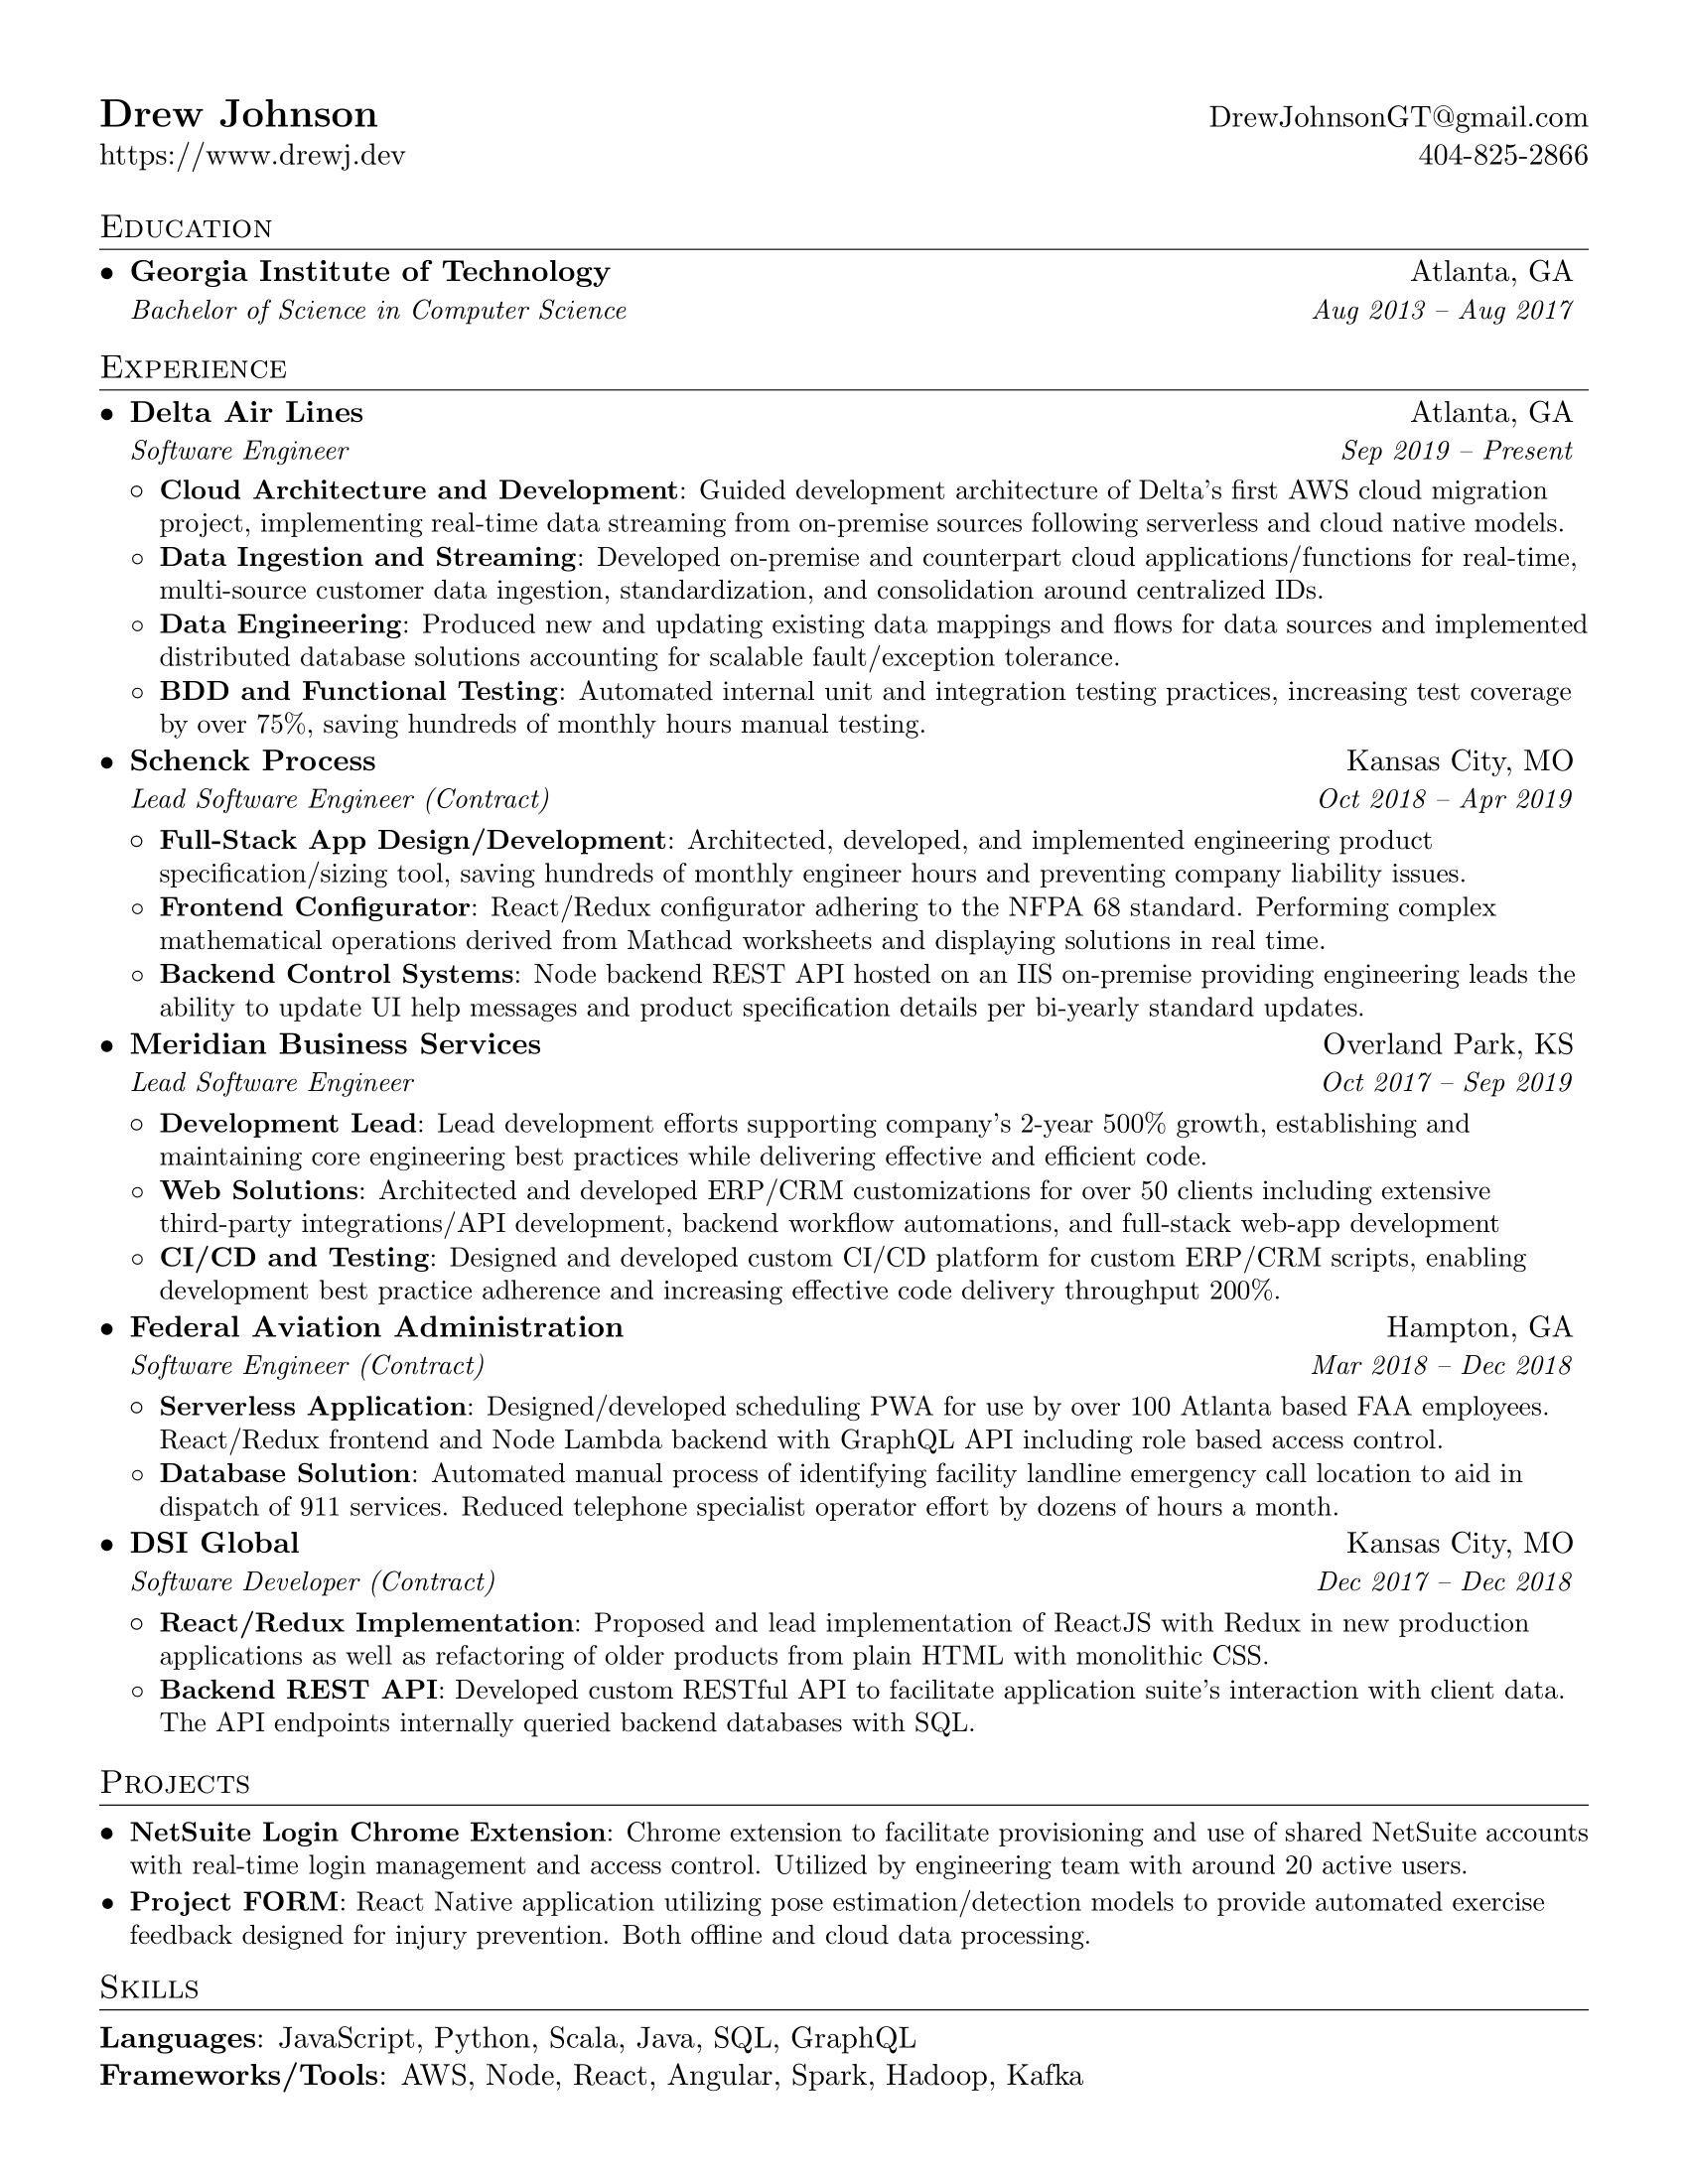 Drew Johnson DrewJohnsonGT@gmail.com
https://www.drewj.dev 404-825-2866
Education
• Georgia Institute of Technology Atlanta, GA
Bachelor of Science in Computer Science Aug 2013 – Aug 2017
Experience
• Delta Air Lines Atlanta, GA
Software Engineer Sep 2019 – Present
◦ Cloud Architecture and Development: Guided development architecture of Delta's first AWS cloud migration
project, implementing real-time data streaming from on-premise sources following serverless and cloud native models.
◦ Data Ingestion and Streaming: Developed on-premise and counterpart cloud applications/functions for real-time,
multi-source customer data ingestion, standardization, and consolidation around centralized IDs.
◦ Data Engineering: Produced new and updating existing data mappings and flows for data sources and implemented
distributed database solutions accounting for scalable fault/exception tolerance.
◦ BDD and Functional Testing: Automated internal unit and integration testing practices, increasing test coverage
by over 75%, saving hundreds of monthly hours manual testing.
• Schenck Process Kansas City, MO
Lead Software Engineer (Contract) Oct 2018 – Apr 2019
◦ Full-Stack App Design/Development: Architected, developed, and implemented engineering product
specification/sizing tool, saving hundreds of monthly engineer hours and preventing company liability issues.
◦ Frontend Configurator: React/Redux configurator adhering to the NFPA 68 standard. Performing complex
mathematical operations derived from Mathcad worksheets and displaying solutions in real time.
◦ Backend Control Systems: Node backend REST API hosted on an IIS on-premise providing engineering leads the
ability to update UI help messages and product specification details per bi-yearly standard updates.
• Meridian Business Services Overland Park, KS
Lead Software Engineer Oct 2017 – Sep 2019
◦ Development Lead: Lead development efforts supporting company's 2-year 500% growth, establishing and
maintaining core engineering best practices while delivering effective and efficient code.
◦ Web Solutions: Architected and developed ERP/CRM customizations for over 50 clients including extensive
third-party integrations/API development, backend workflow automations, and full-stack web-app development
◦ CI/CD and Testing: Designed and developed custom CI/CD platform for custom ERP/CRM scripts, enabling
development best practice adherence and increasing effective code delivery throughput 200%.
• Federal Aviation Administration Hampton, GA
Software Engineer (Contract) Mar 2018 – Dec 2018
◦ Serverless Application: Designed/developed scheduling PWA for use by over 100 Atlanta based FAA employees.
React/Redux frontend and Node Lambda backend with GraphQL API including role based access control.
◦ Database Solution: Automated manual process of identifying facility landline emergency call location to aid in
dispatch of 911 services. Reduced telephone specialist operator effort by dozens of hours a month.
• DSI Global Kansas City, MO
Software Developer (Contract) Dec 2017 – Dec 2018
◦ React/Redux Implementation: Proposed and lead implementation of ReactJS with Redux in new production
applications as well as refactoring of older products from plain HTML with monolithic CSS.
◦ Backend REST API: Developed custom RESTful API to facilitate application suite's interaction with client data.
The API endpoints internally queried backend databases with SQL.
Projects
• NetSuite Login Chrome Extension: Chrome extension to facilitate provisioning and use of shared NetSuite accounts
with real-time login management and access control. Utilized by engineering team with around 20 active users.
• Project FORM: React Native application utilizing pose estimation/detection models to provide automated exercise
feedback designed for injury prevention. Both offline and cloud data processing.
Skills
Languages: JavaScript, Python, Scala, Java, SQL, GraphQL
Frameworks/Tools: AWS, Node, React, Angular, Spark, Hadoop, Kafka